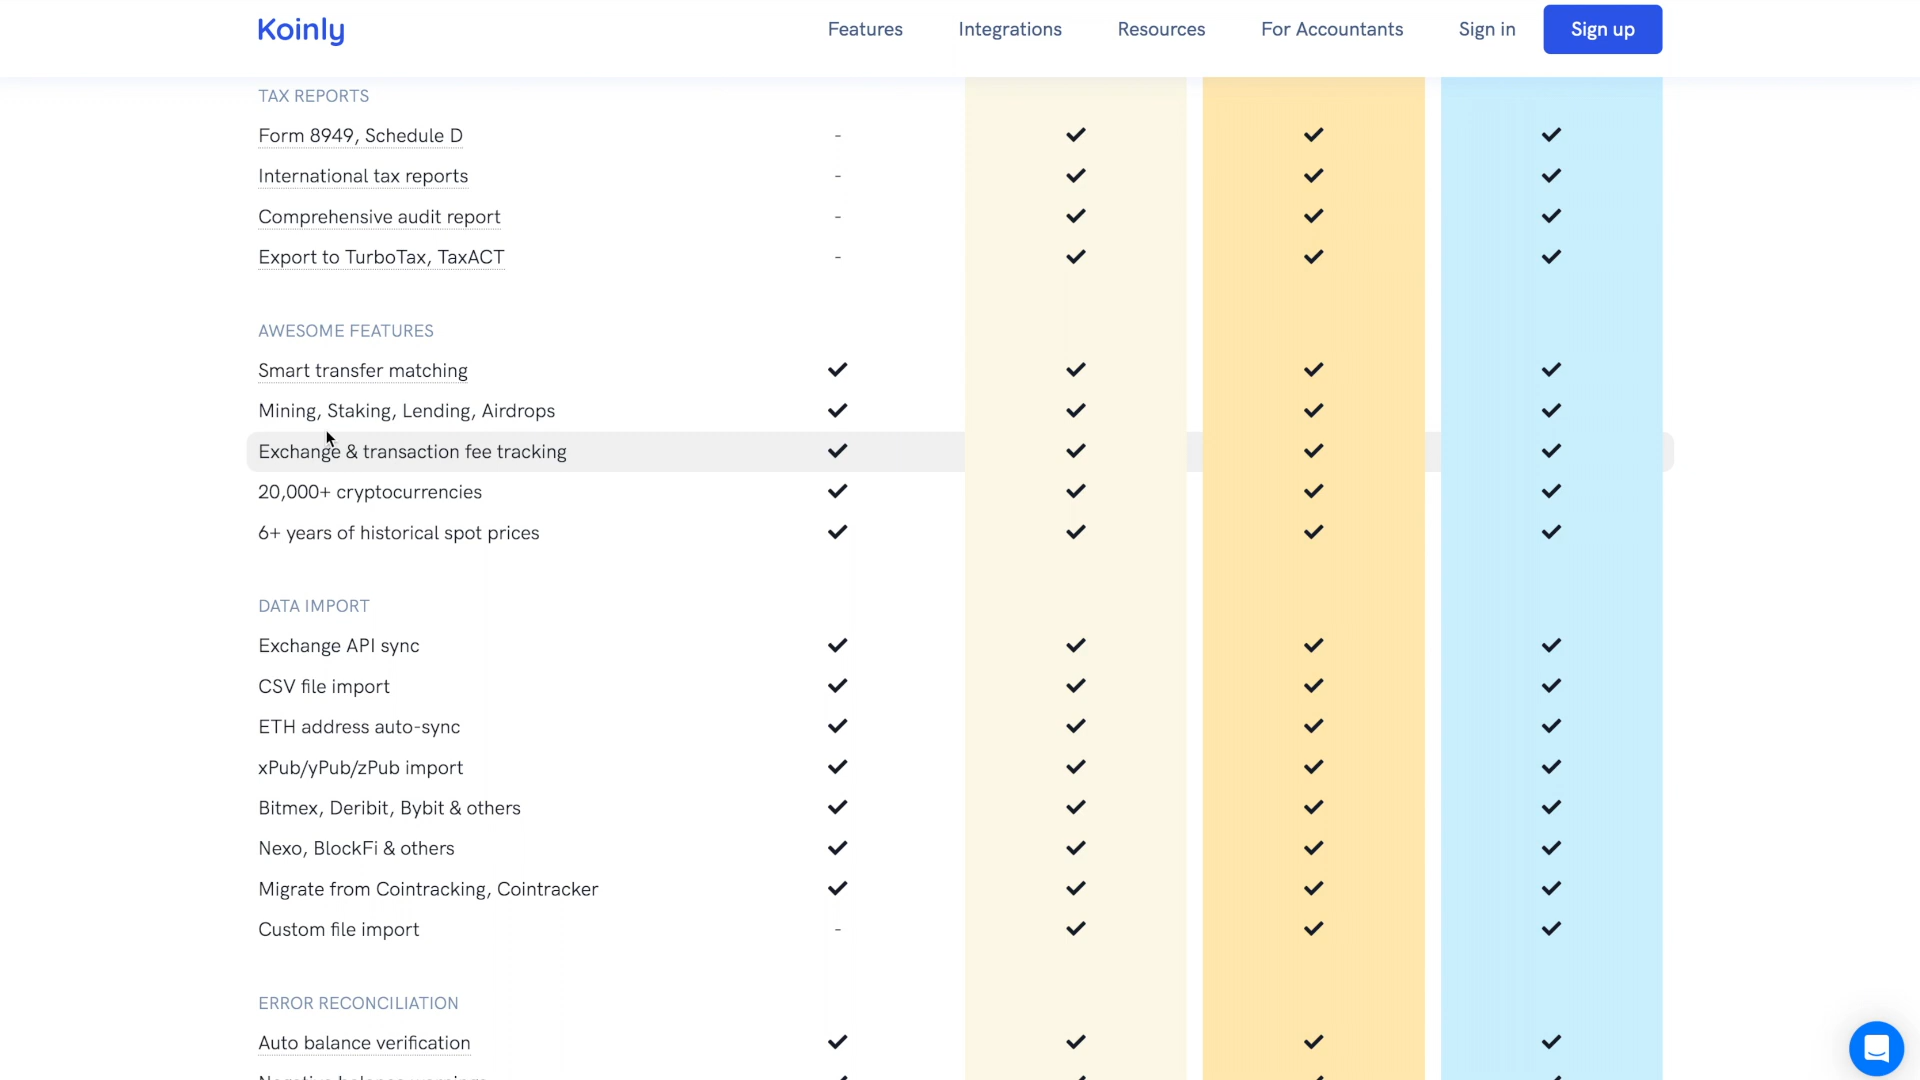 Koinly
Features
Integrations
Resources
For Accountants
Sign in
Sign up
TAX REPORTS
Form 8949, Schedule D -
International tax reports -
Comprehensive audit report -
Export to TurboTax, TaxACT -
AWESOME FEATURES
Smart transfer matching
Mining, Staking, Lending, Airdrops
Exchange & transaction fee tracking
20,000+ cryptocurrencies
6+ years of historical spot prices
DATA IMPORT
Exchange API sync
CSV file import
ETH address auto-sync
xPub/yPub/zPub import
Bitmex, Deribit, Bybit & others
Nexo, BlockFi & others
Migrate from Cointracking, Cointracker
Custom file import -
ERROR RECONCILIATION
Auto balance verification